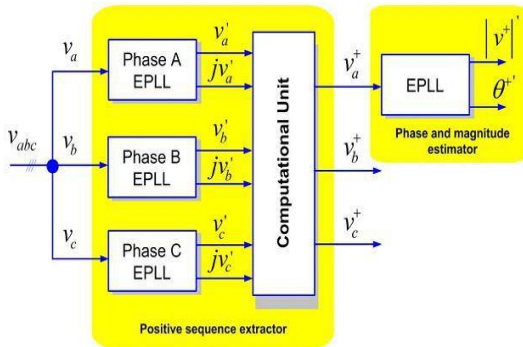 v_abc
v_a
v_b
v_c
Phase A
EPLL
Phase B
EPLL
Phase C
EPLL
v_a'
jv_a'
v_b'
jv_b'
v_c'
jv_c'
Computational Unit
Positive sequence extractor
v_a^+
v_b^+
v_c^+
EPLL
|v^+|'
θ^+'
Phase and magnitude
estimator